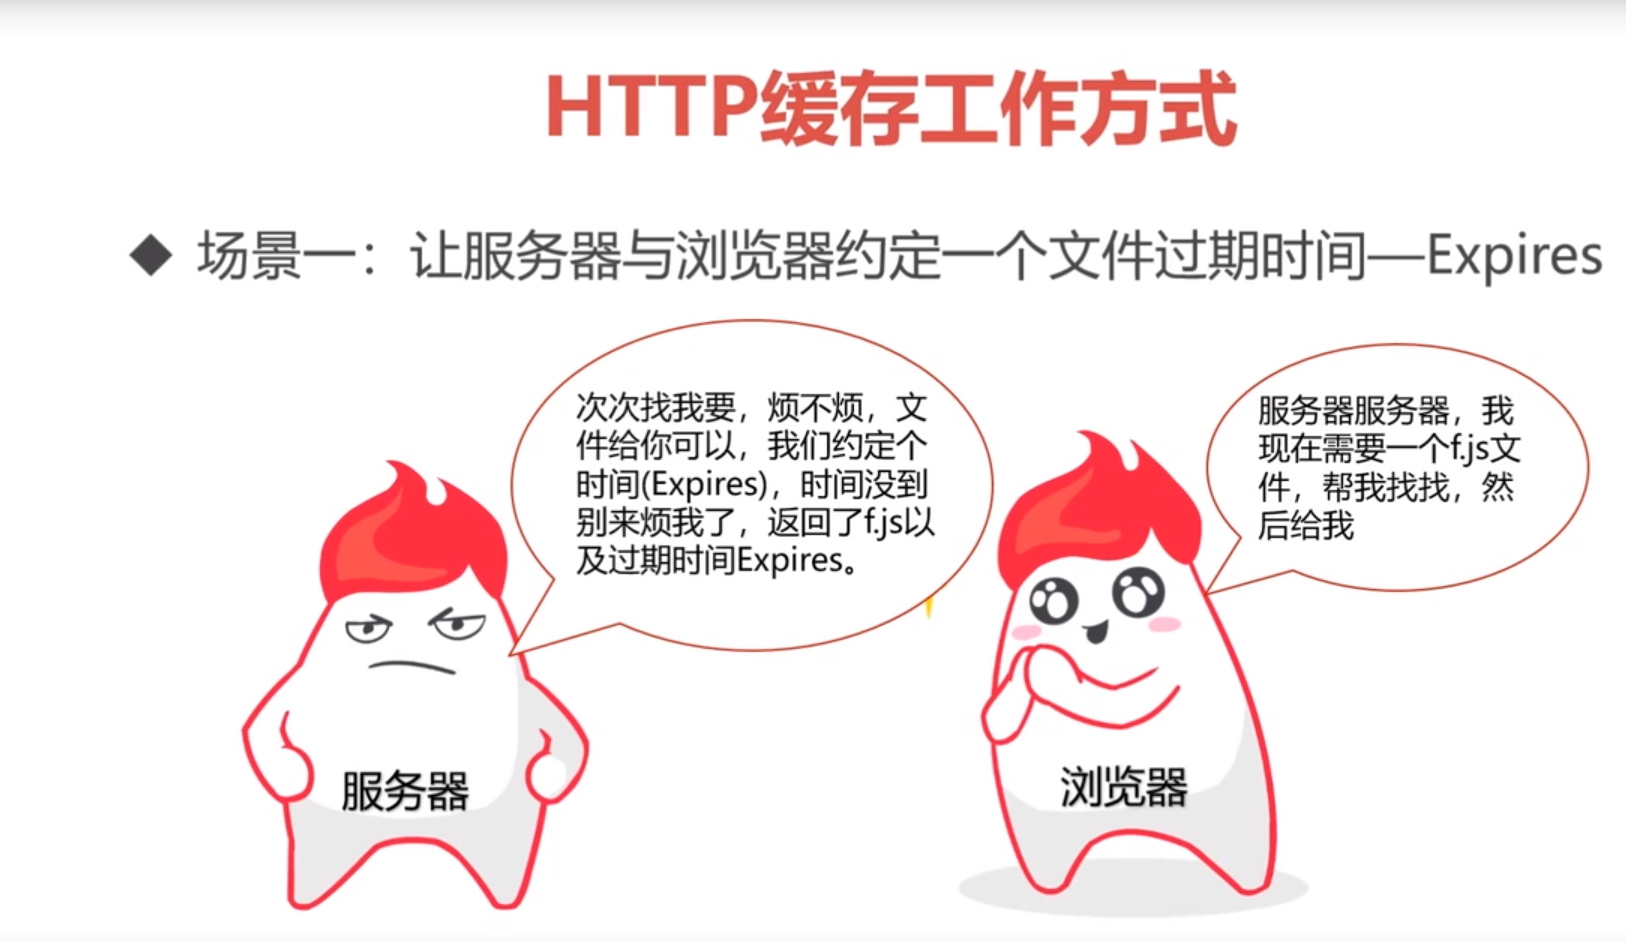 HTTP缓存工作方式
◆ 场景一：让服务器与浏览器约定一个文件过期时间—Expires
次次找我要，烦不烦，文
件给你可以，我们约定个
时间(Expires)，时间没到
别来烦我了，返回了f.js以
及过期时间Expires。
服务器服务器，我
现在需要一个f.js文
件，帮我找找，然
后给我
服务器
浏览器